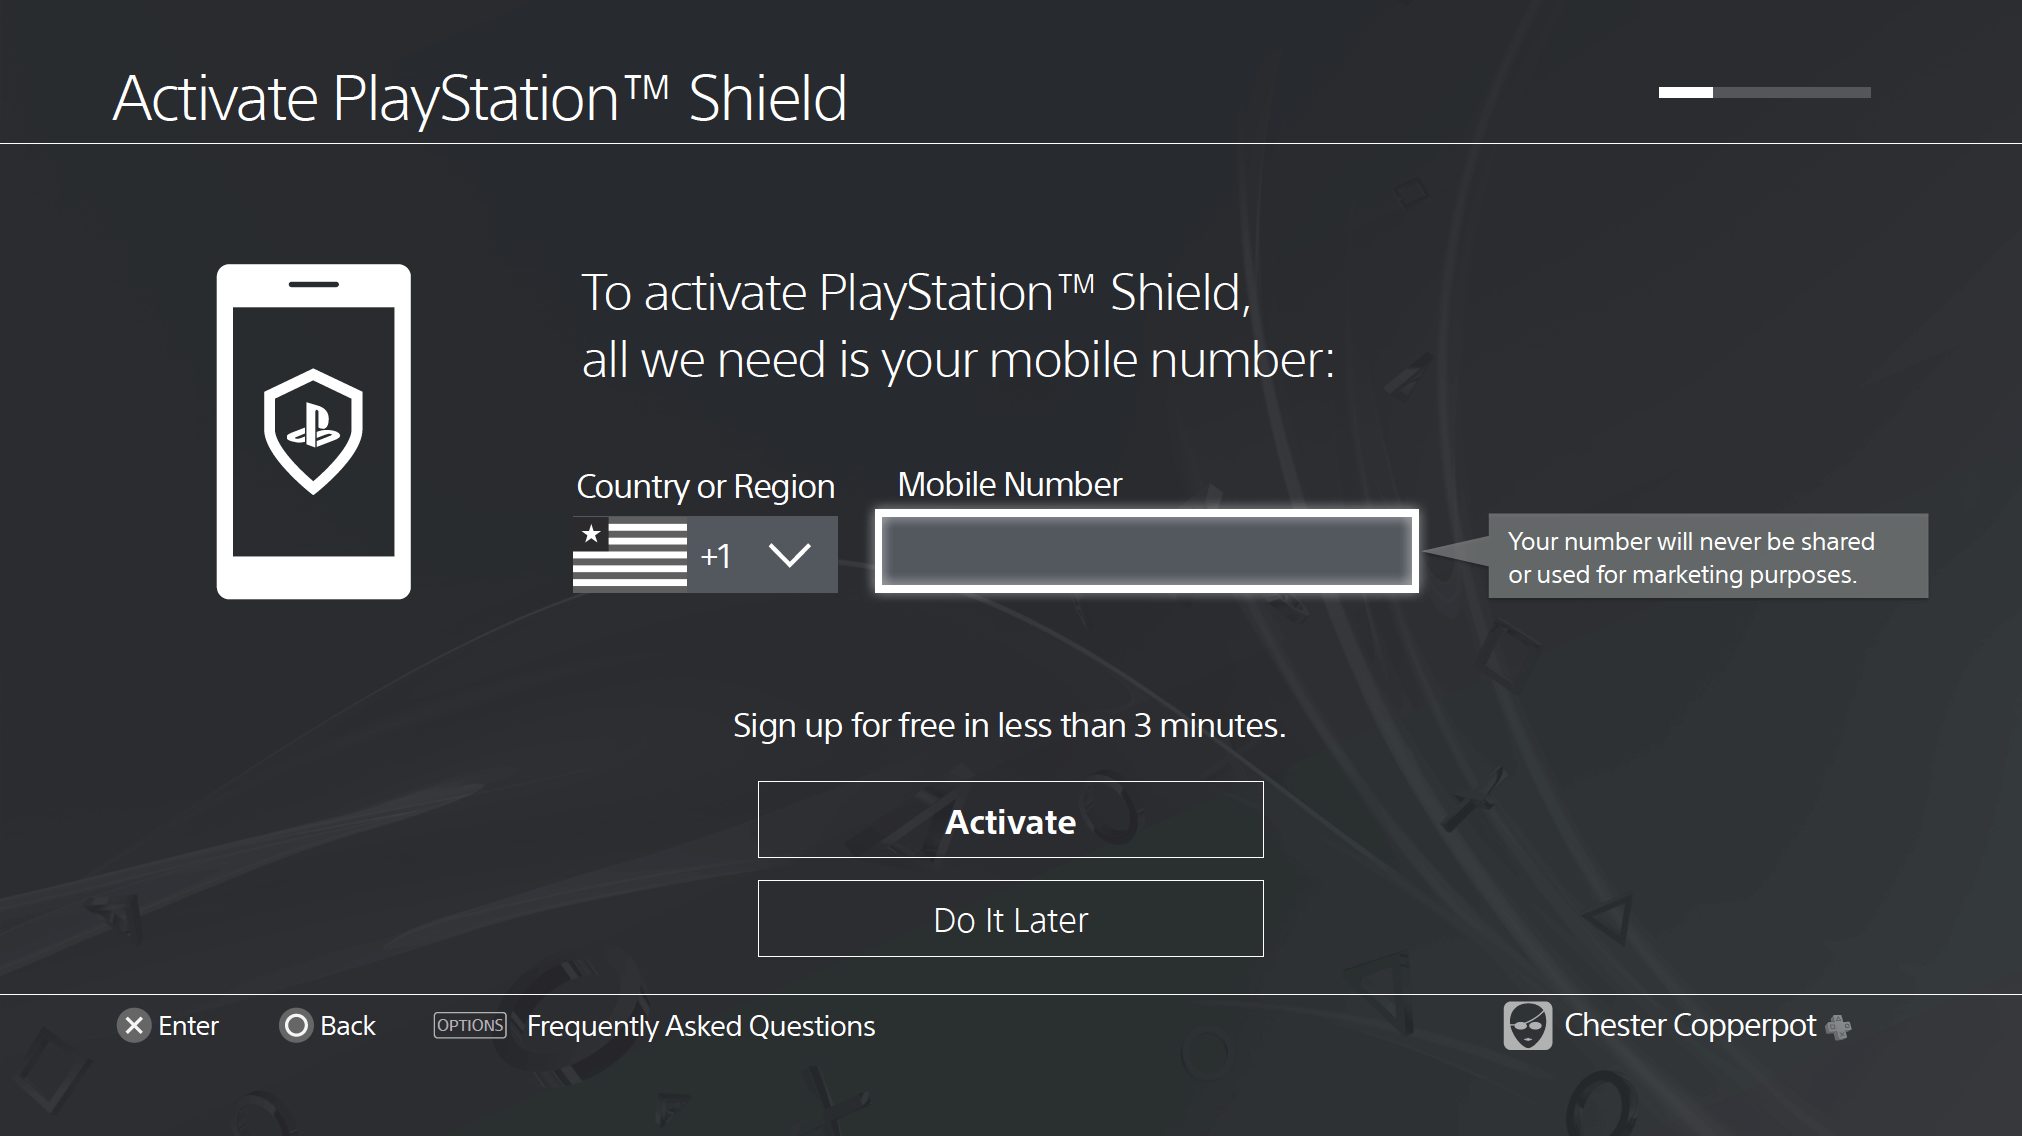 Activate PlayStation™ Shield
To activate PlayStation™ Shield,
all we need is your mobile number:
Country or Region
Mobile Number
+1
Your number will never be shared
or used for marketing purposes.
Sign up for free in less than 3 minutes.
Activate
Do It Later
Enter
Back
OPTIONS Frequently Asked Questions
Chester Copperpot